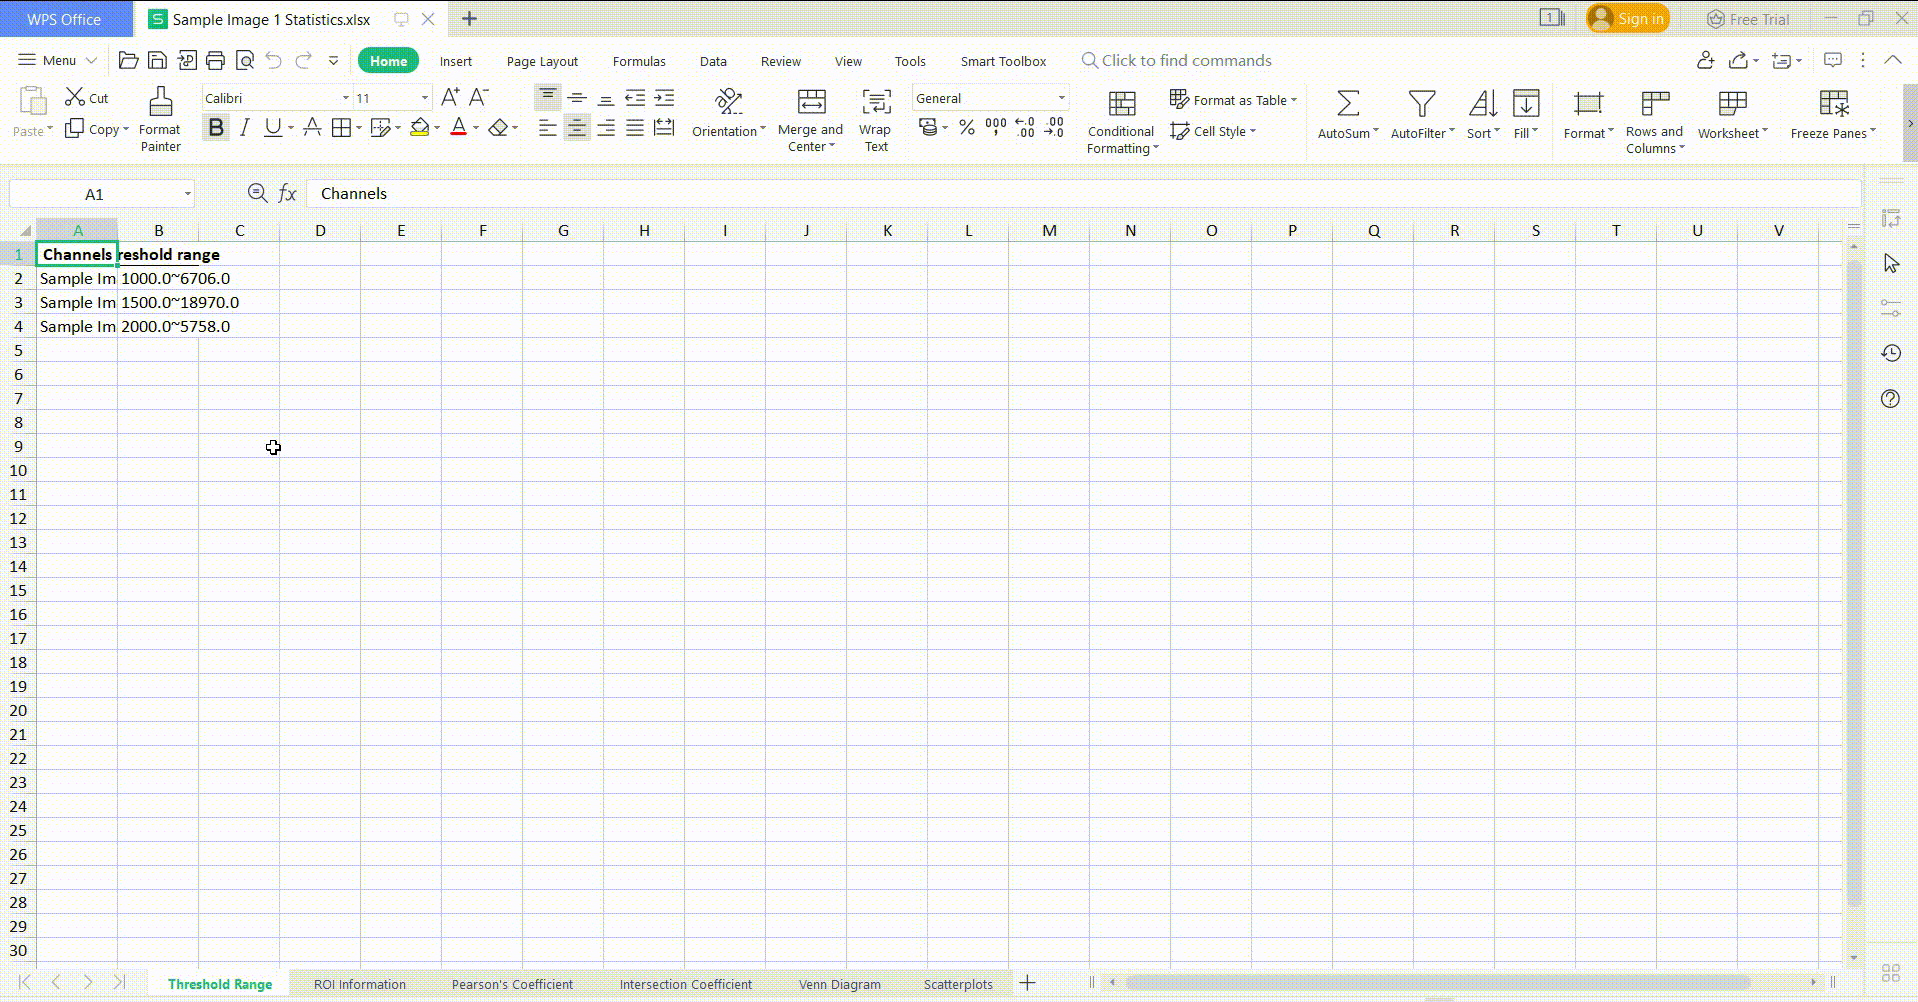 WPS Office
Sample Image 1 Statistics.xlsx
1
Sign in
Free Trial
Menu
Home
Insert
Page Layout
Formulas
Data
Review
View
Tools
Smart Toolbox
Click to find commands
Paste
Cut
Copy
Format
Painter
Calibri
11
A+ A-
B I U A
Orientation
Merge and
Center
Wrap
Text
General
% 000 ←.0 .00 .00 →.0
Conditional
Formatting
Format as Table
Cell Style
AutoSum
AutoFilter
Sort
Fill
Format
Rows and
Columns
Worksheet
Freeze Panes
A1
fx
Channels
A B C D E F G H I J K L M N O P Q R S T U V
1 Channels reshold range
2 Sample Im 1000.0~6706.0
3 Sample Im 1500.0~18970.0
4 Sample Im 2000.0~5758.0
5
6
7
8
9
10
11
12
13
14
15
16
17
18
19
20
21
22
23
24
25
26
27
28
29
30
Threshold Range
ROI Information
Pearson's Coefficient
Intersection Coefficient
Venn Diagram
Scatterplots